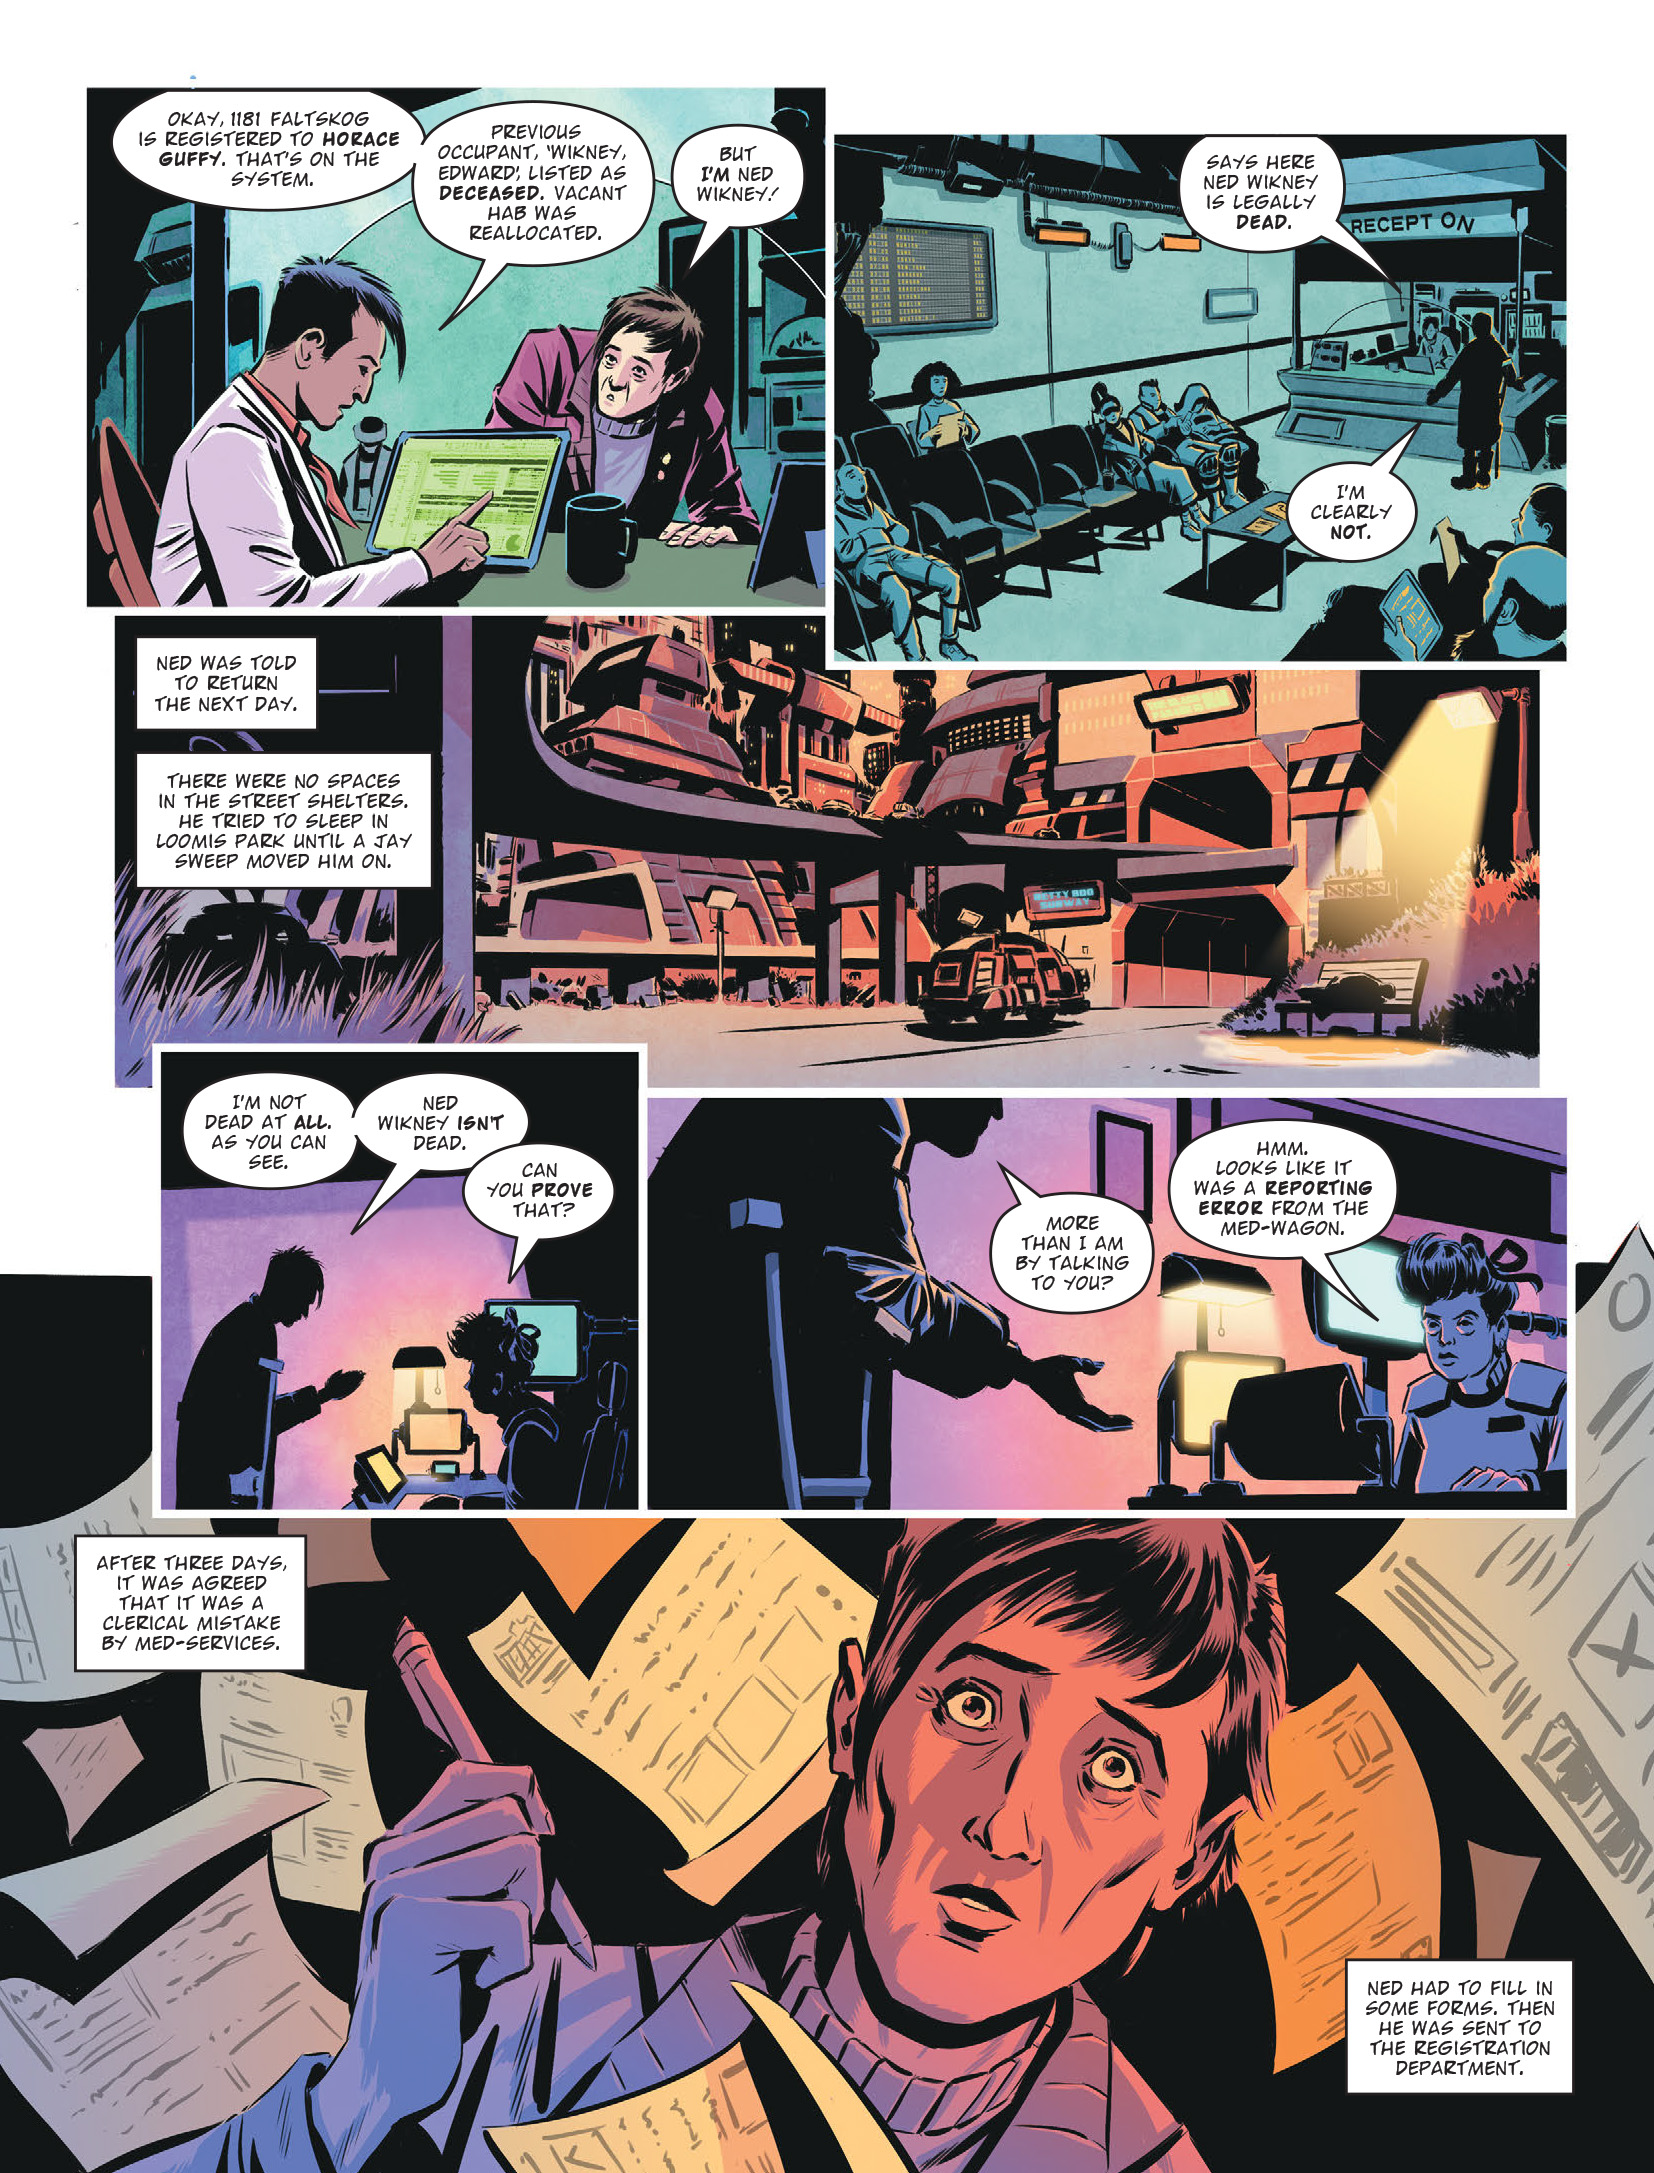 OKAY, 1181 FALTSKOG
IS REGISTERED TO HORACE
GUFFY. THAT'S ON THE
SYSTEM.
PREVIOUS
OCCUPANT, 'WIKNEY,
EDWARD', LISTED AS
DECEASED. VACANT
HAB WAS
REALLOCATED.
BUT
I'M NED
WIKNEY!
SAYS HERE
NED WIKNEY
IS LEGALLY
DEAD.
RECEPT ON
I'M
CLEARLY
NOT.
NED WAS TOLD
TO RETURN
THE NEXT DAY.
THERE WERE NO SPACES
IN THE STREET SHELTERS.
HE TRIED TO SLEEP IN
LOOMIS PARK UNTIL A JAY
SWEEP MOVED HIM ON.
BETTY BOO
SUBWAY
I'M NOT
DEAD AT ALL.
AS YOU CAN
SEE.
NED
WIKNEY ISN'T
DEAD.
CAN
YOU PROVE
THAT?
MORE
THAN I AM
BY TALKING
TO YOU?
HMM.
LOOKS LIKE IT
WAS A REPORTING
ERROR FROM THE
MED-WAGON.
AFTER THREE DAYS,
IT WAS AGREED
THAT IT WAS A
CLERICAL MISTAKE
BY MED-SERVICES.
NED HAD TO FILL IN
SOME FORMS. THEN
HE WAS SENT TO
THE REGISTRATION
DEPARTMENT.